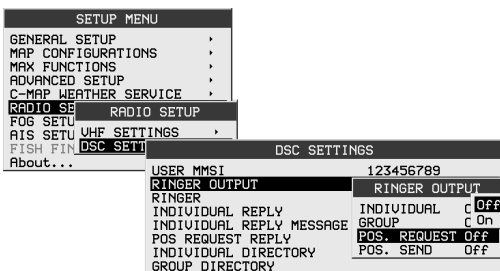 SETUP MENU
GENERAL SETUP
MAP CONFIGURATIONS
MAX FUNCTIONS
ADVANCED SETUP
C-MAP WEATHER SERVICE
RADIO SE
FOG SETU
AIS SETU
FISH FIN
About...
RADIO SETUP
VHF SETTINGS
DSC SETT
DSC SETTINGS
USER MMSI 123456789
RINGER OUTPUT
RINGER
INDIVIDUAL REPLY
INDIVIDUAL REPLY MESSAGE
POS REQUEST REPLY
INDIVIDUAL DIRECTORY
GROUP DIRECTORY
RINGER OUTPUT
INDIVIDUAL
GROUP
POS. REQUEST Off
POS. SEND Off
Off
On